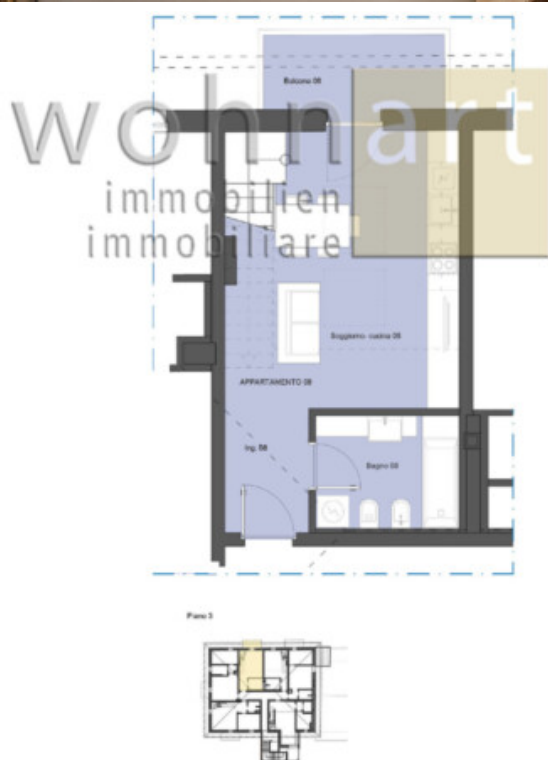 Balcone 08
wohnart
immobilien
immobiliare
Soggiorno- cucina 08
APPARTAMENTO 08
Ing. 08
Bagno 08
Piano 3